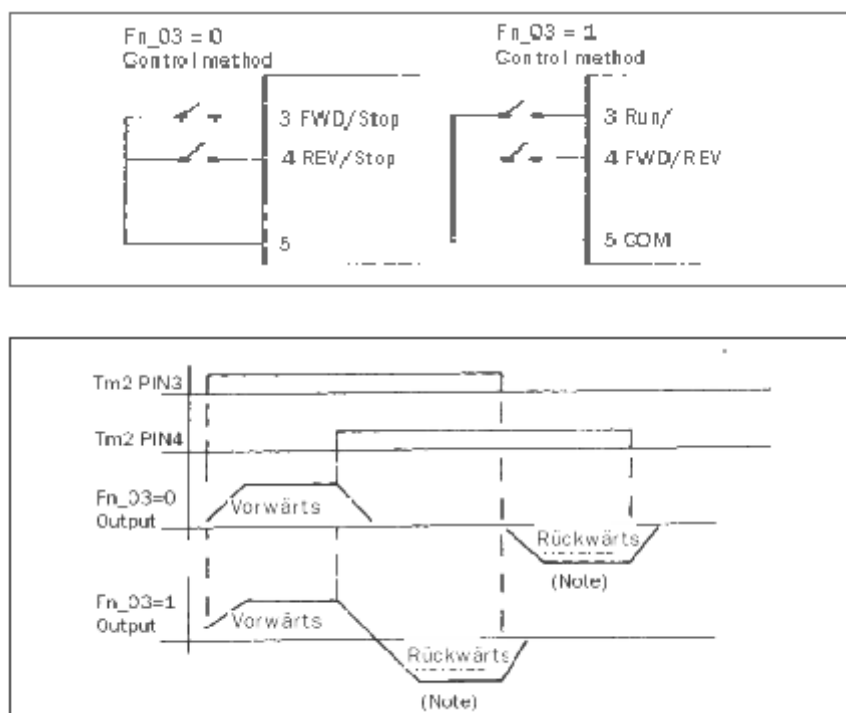 Fn_03 = 0
Control method
3 FWD/Stop
4 REV/Stop
5
Fn_03 = 1
Control method
3 Run/
4 FWD/REV
5 COM
Tm2 PIN3
Tm2 PIN4
Fn_03=0
Output
Vorwärts
Rückwärts
(Note)
Fn_03=1
Output
Vorwärts
Rückwärts
(Note)